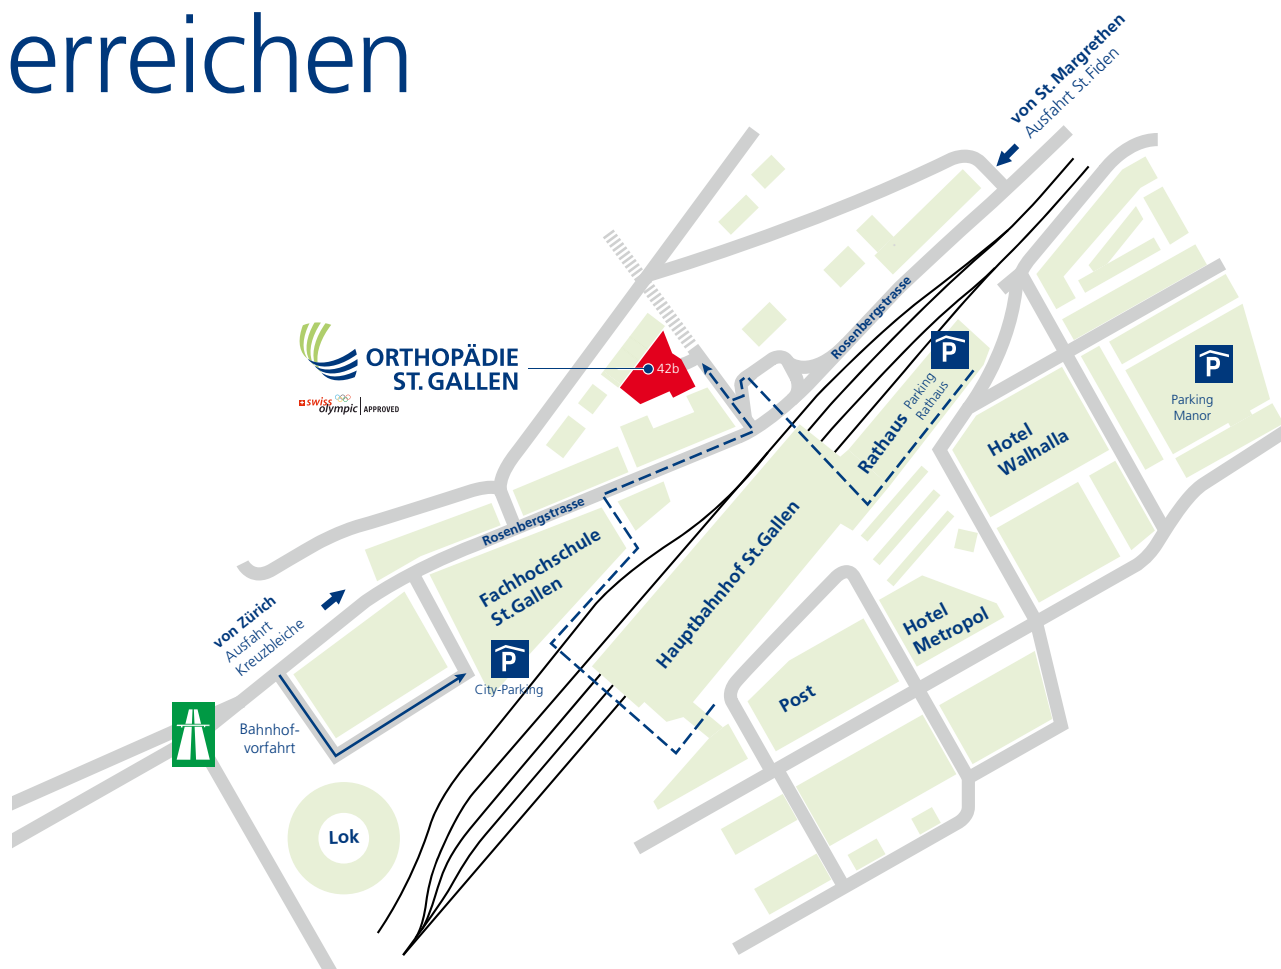 erreichen
von St. Margrethen
Ausfahrt St. Fiden
Rosenbergstrasse
ORTHOPÄDIE
ST. GALLEN
swiss
olympic
APPROVED
42b
P
Parking
Rathaus
Rathaus
P
Parking
Manor
Hotel
Walhalla
Rosenbergstrasse
Fachhochschule
St. Gallen
Hauptbahnhof St. Gallen
von Zürich
Ausfahrt
Kreuzbleiche
Hotel
Metropol
P
City-Parking
Post
Bahnhof-
vorfahrt
Lok